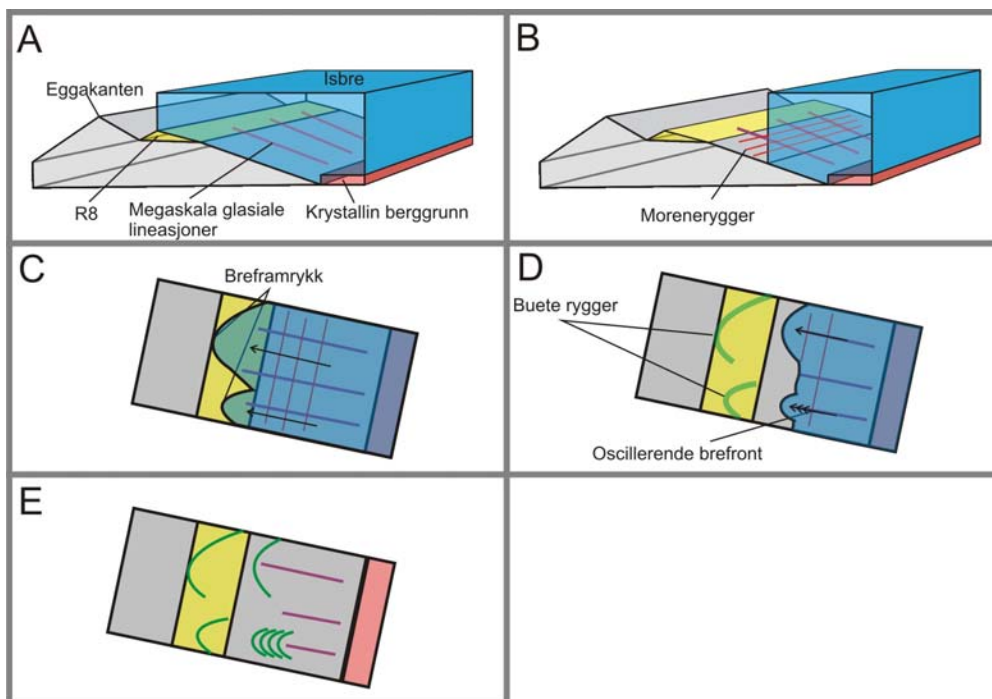 A
Isbre
Eggakanten
R8
Megaskala glasiale
lineasjoner
Krystallin berggrunn
B
Morenerygger
C
Breframrykk
D
Buete rygger
Oscillerende brefront
E